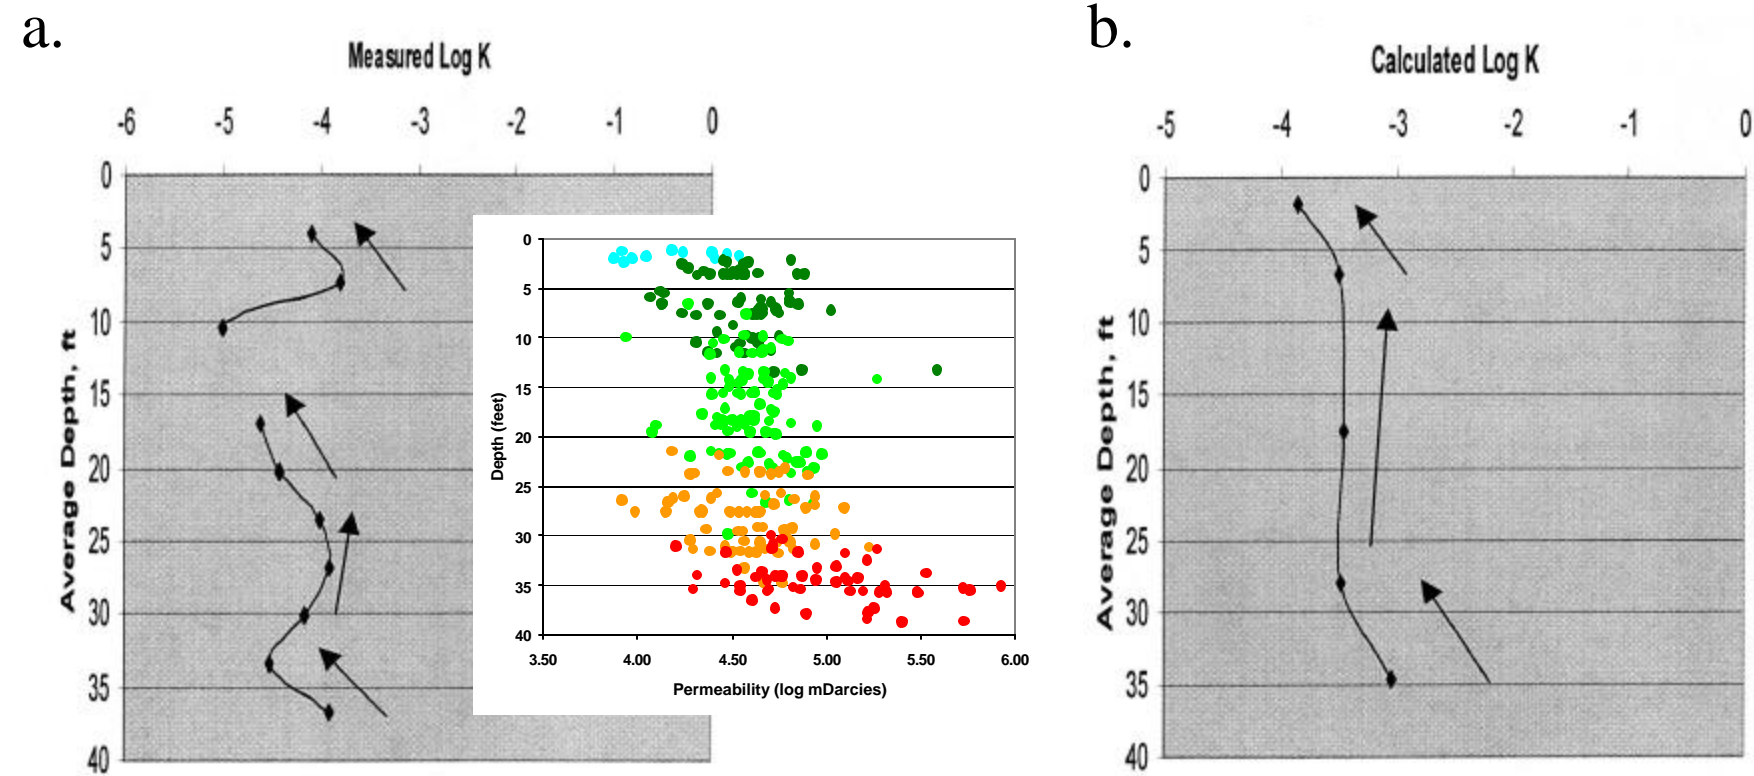 a.
Measured Log K
-6 -5 -4 -3 -2 -1 0
0
5
10
15
20
25
30
35
40
Average Depth, ft
0
5
10
15
20
25
30
35
40
Depth (feet)
3.50 4.00 4.50 5.00 5.50 6.00
Permeability (log mDarcies)
b.
Calculated Log K
-5 -4 -3 -2 -1 0
0
5
10
15
20
25
30
35
40
Average Depth, ft